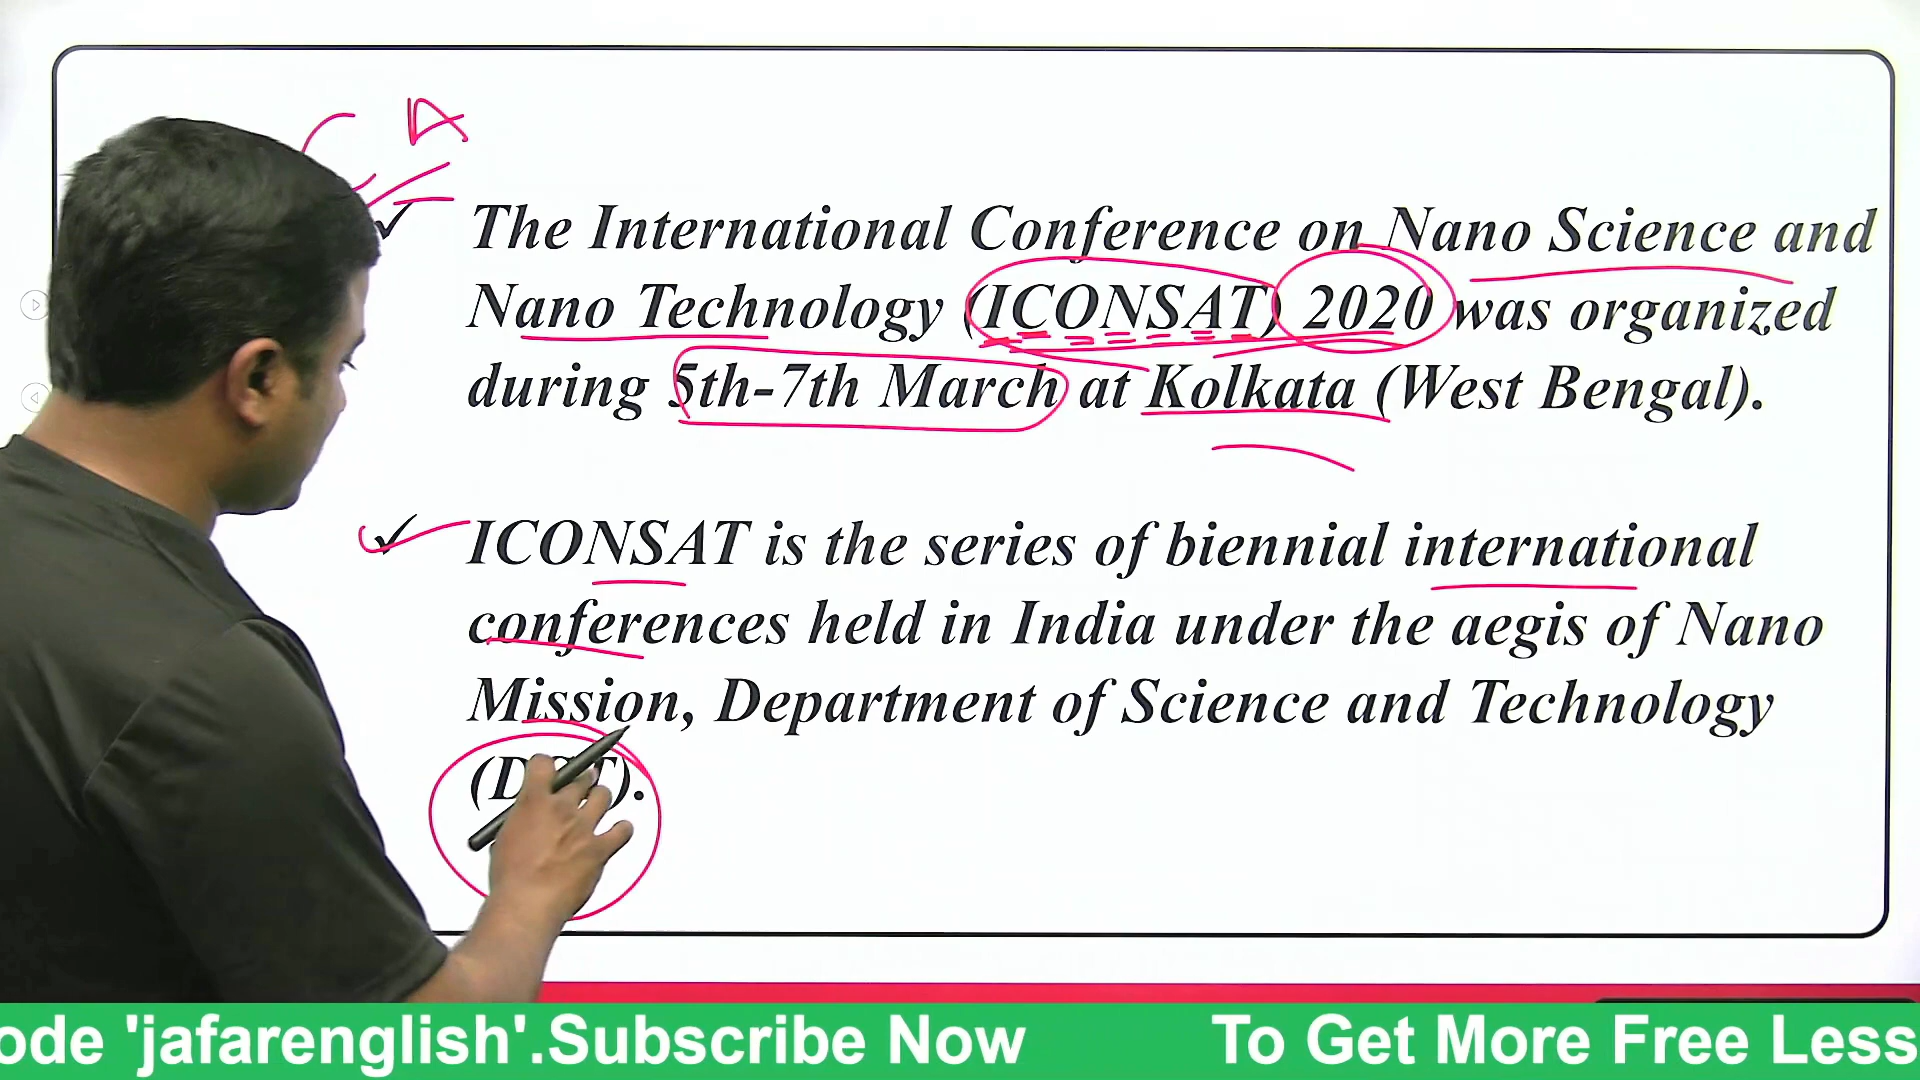 The International Conference on Nano Science and
Nano Technology (ICONSAT) 2020 was organized
during 5th-7th March at Kolkata (West Bengal).
ICONSAT is the series of biennial international
conferences held in India under the aegis of Nano
Mission, Department of Science and Technology
(DST).
ode 'jafarenglish'.Subscribe Now To Get More Free Less